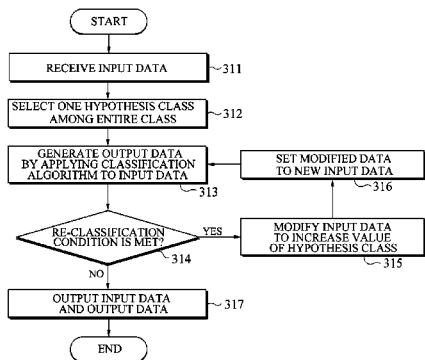 START
RECEIVE INPUT DATA
311
SELECT ONE HYPOTHESIS CLASS
AMONG ENTIRE CLASS
312
GENERATE OUTPUT DATA
BY APPLYING CLASSIFICATION
ALGORITHM TO INPUT DATA
313
SET MODIFIED DATA
TO NEW INPUT DATA
316
RE-CLASSIFICATION
CONDITION IS MET?
314
YES
MODIFY INPUT DATA
TO INCREASE VALUE
OF HYPOTHESIS CLASS
315
NO
OUTPUT INPUT DATA
AND OUTPUT DATA
317
END